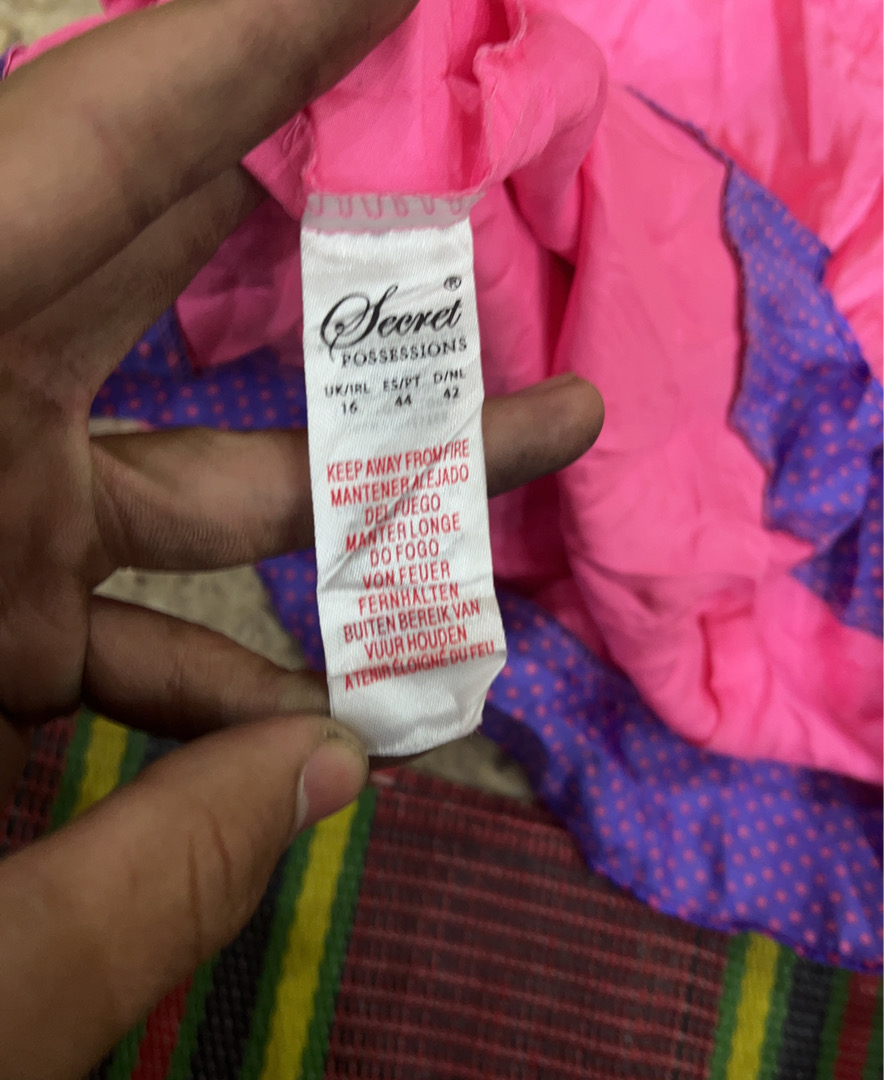 Secret®
POSSESSIONS
UK/IRL ES/PT D/NL
16 44 42
KEEP AWAY FROM FIRE
MANTENER ALEJADO
DEL FUEGO
MANTER LONGE
DO FOGO
VON FEUER
FERNHALTEN
BUITEN BEREIK VAN
VUUR HOUDEN
A TENIR ÉLOIGNÉ DU FEU